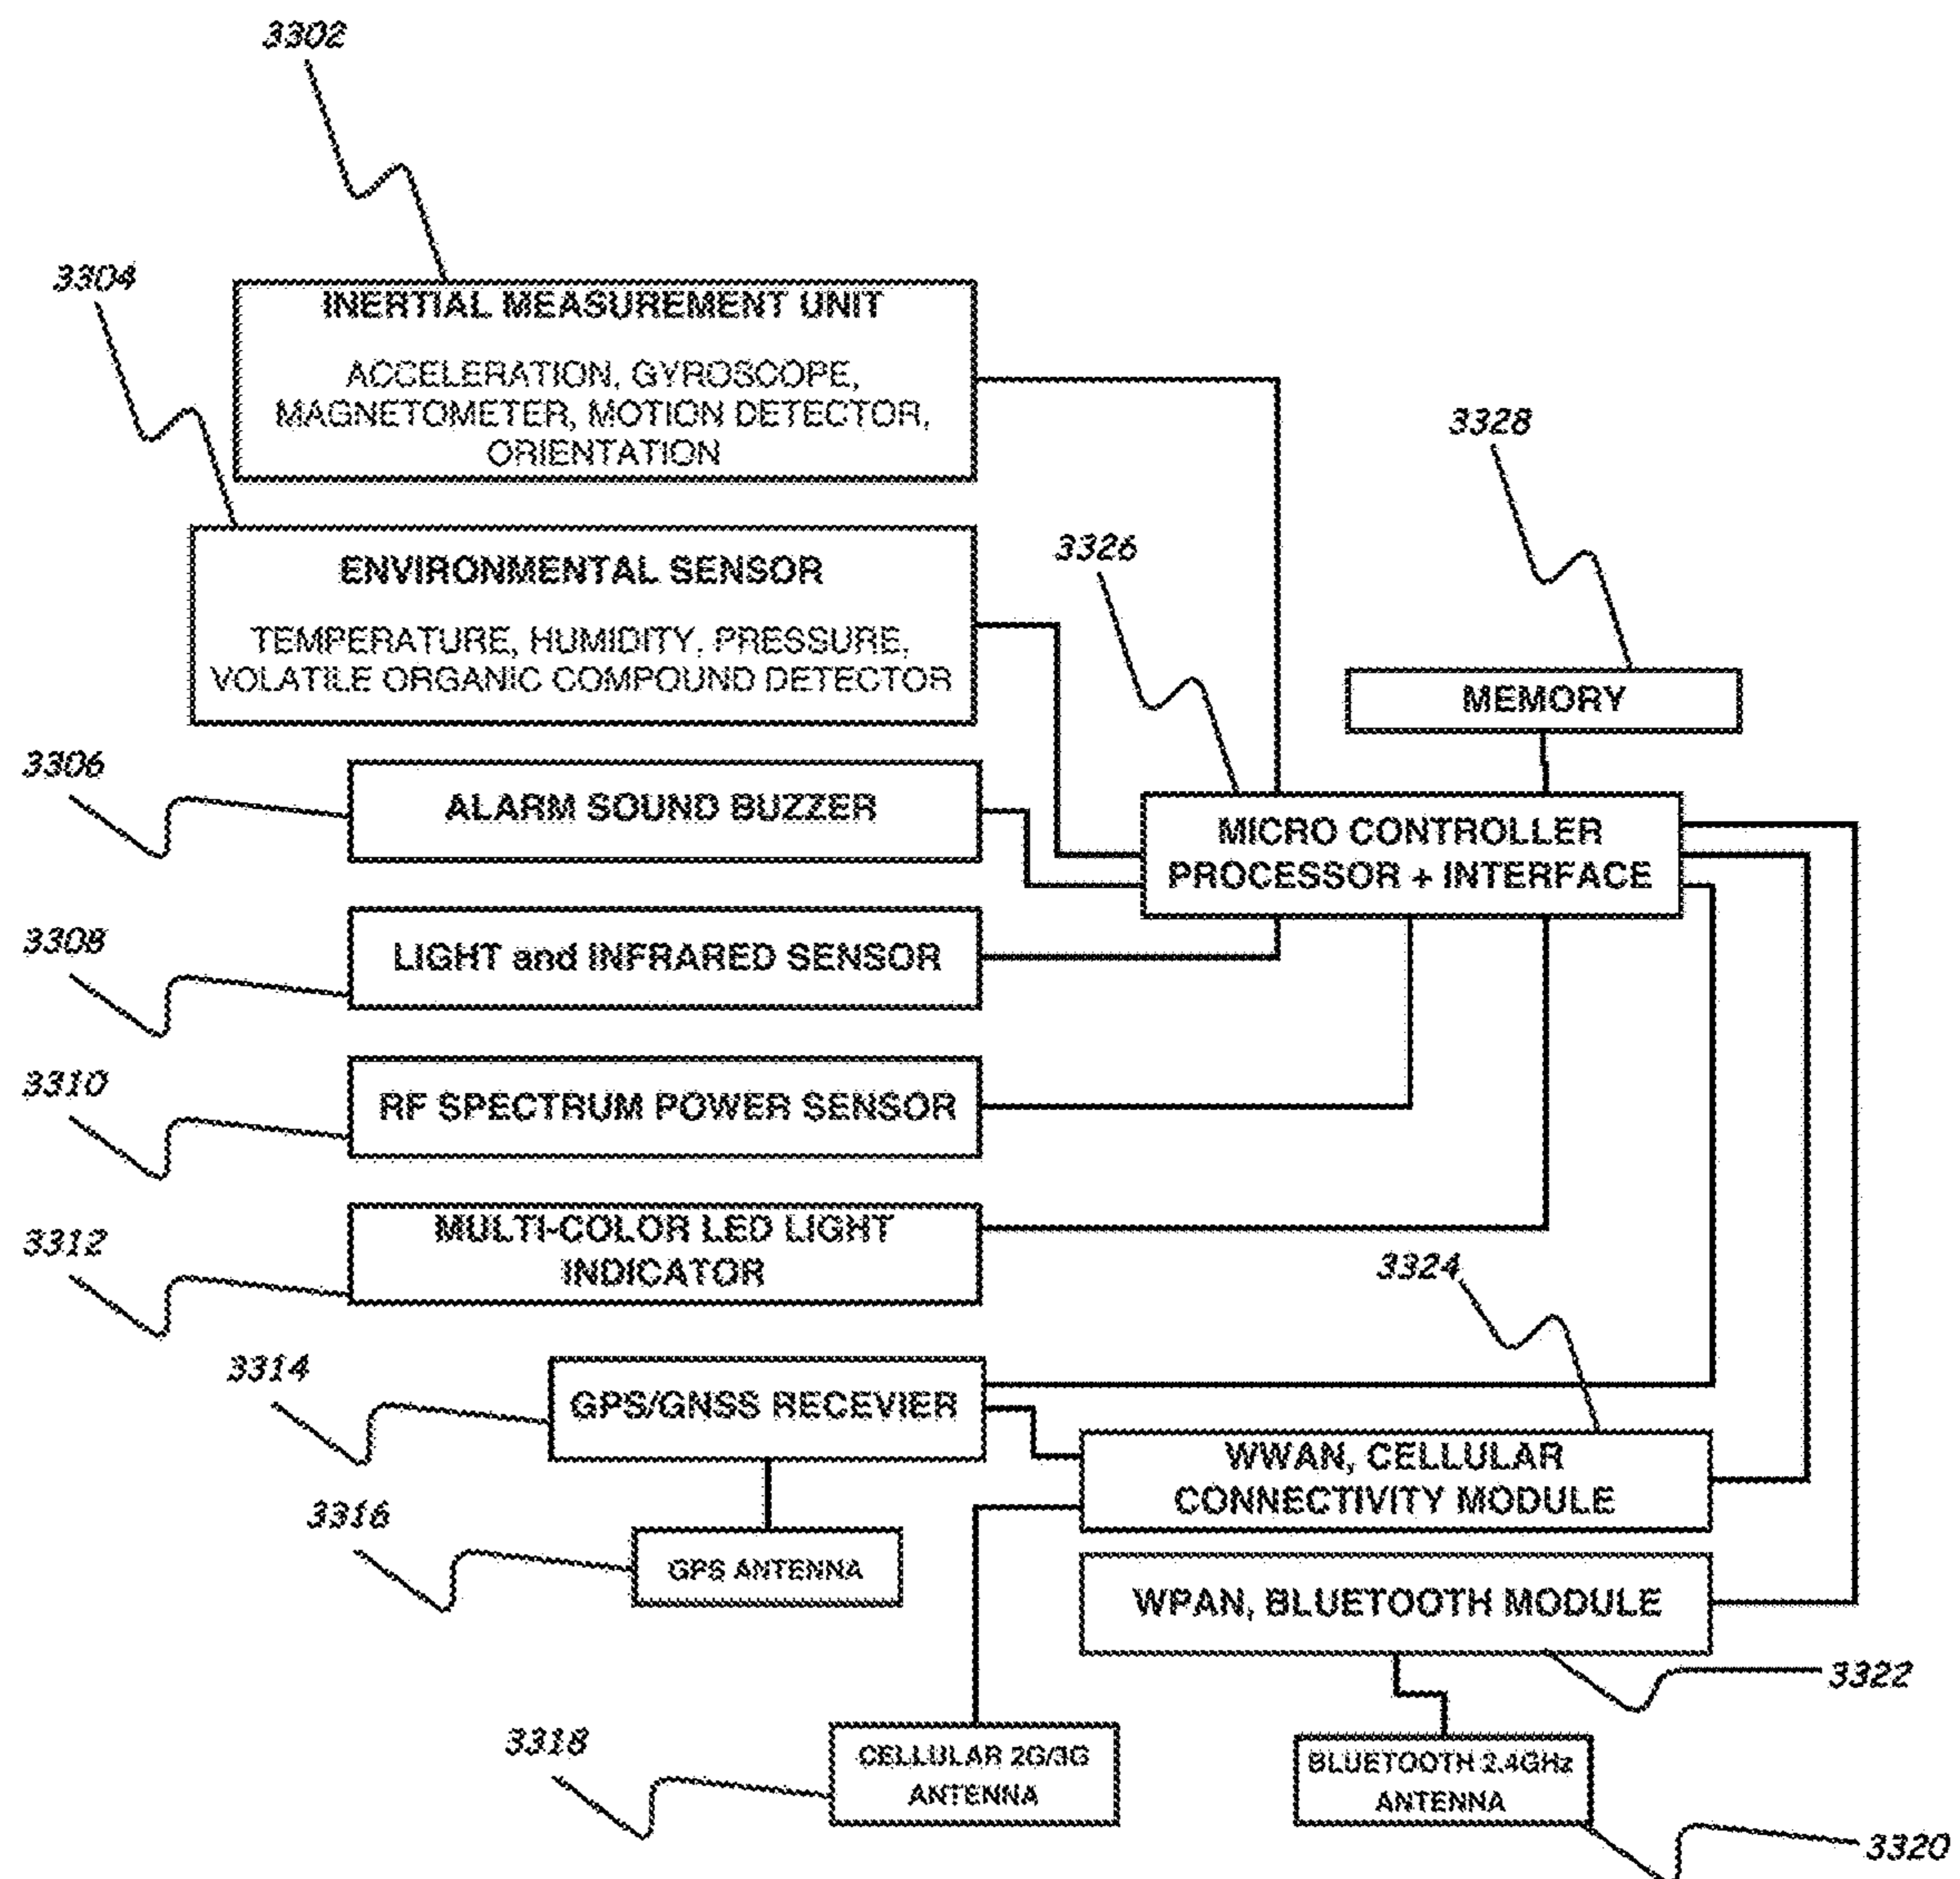 3302
3304
INERTIAL MEASUREMENT UNIT
ACCELERATION, GYROSCOPE,
MAGNETOMETER, MOTION DETECTOR,
ORIENTATION
3328
3326
ENVIRONMENTAL SENSOR
TEMPERATURE, HUMIDITY, PRESSURE,
VOLATILE ORGANIC COMPOUND DETECTOR
MEMORY
3306
ALARM SOUND BUZZER
MICRO CONTROLLER
PROCESSOR + INTERFACE
3308
LIGHT and INFRARED SENSOR
3310
RF SPECTRUM POWER SENSOR
3312
MULTI-COLOR LED LIGHT
INDICATOR
3324
3314
GPS/GNSS RECEVIER
WWAN, CELLULAR
CONNECTIVITY MODULE
3316
GPS ANTENNA
WPAN, BLUETOOTH MODULE
3322
3318
CELLULAR 2G/3G
ANTENNA
BLUETOOTH 2.4GHz
ANTENNA
3320